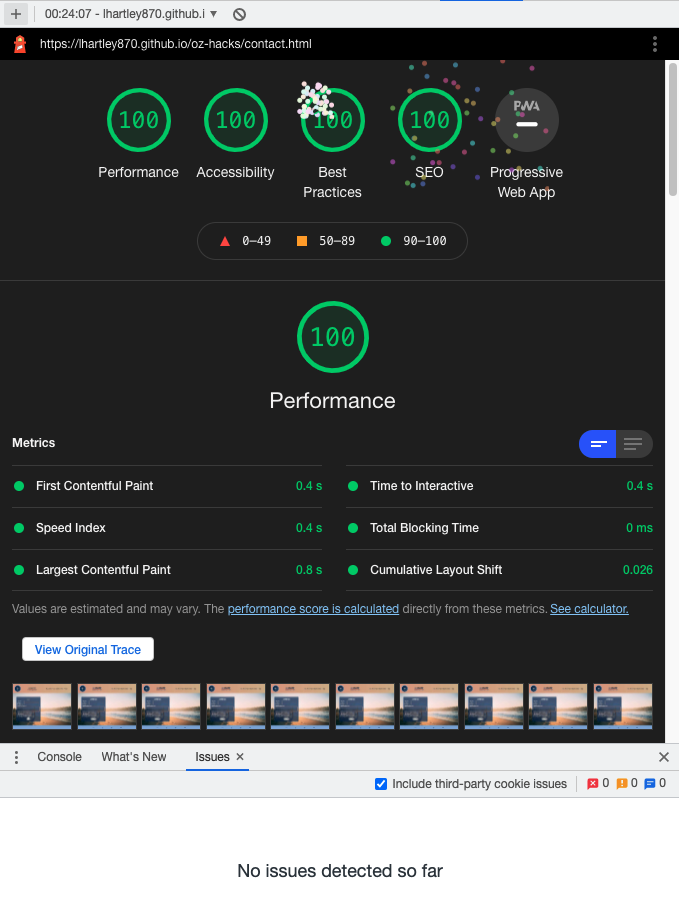 00:24:07 - lhartley870.github.i
https://lhartley870.github.io/oz-hacks/contact.html
100 100 100 100 PWA
Performance Accessibility Best Practices SEO Progressive Web App
0–49 50–89 90–100
100
Performance
Metrics
First Contentful Paint 0.4 s Time to Interactive 0.4 s
Speed Index 0.4 s Total Blocking Time 0 ms
Largest Contentful Paint 0.8 s Cumulative Layout Shift 0.026
Values are estimated and may vary. The performance score is calculated directly from these metrics. See calculator.
View Original Trace
Console What's New Issues
Include third-party cookie issues 0 0 0
No issues detected so far